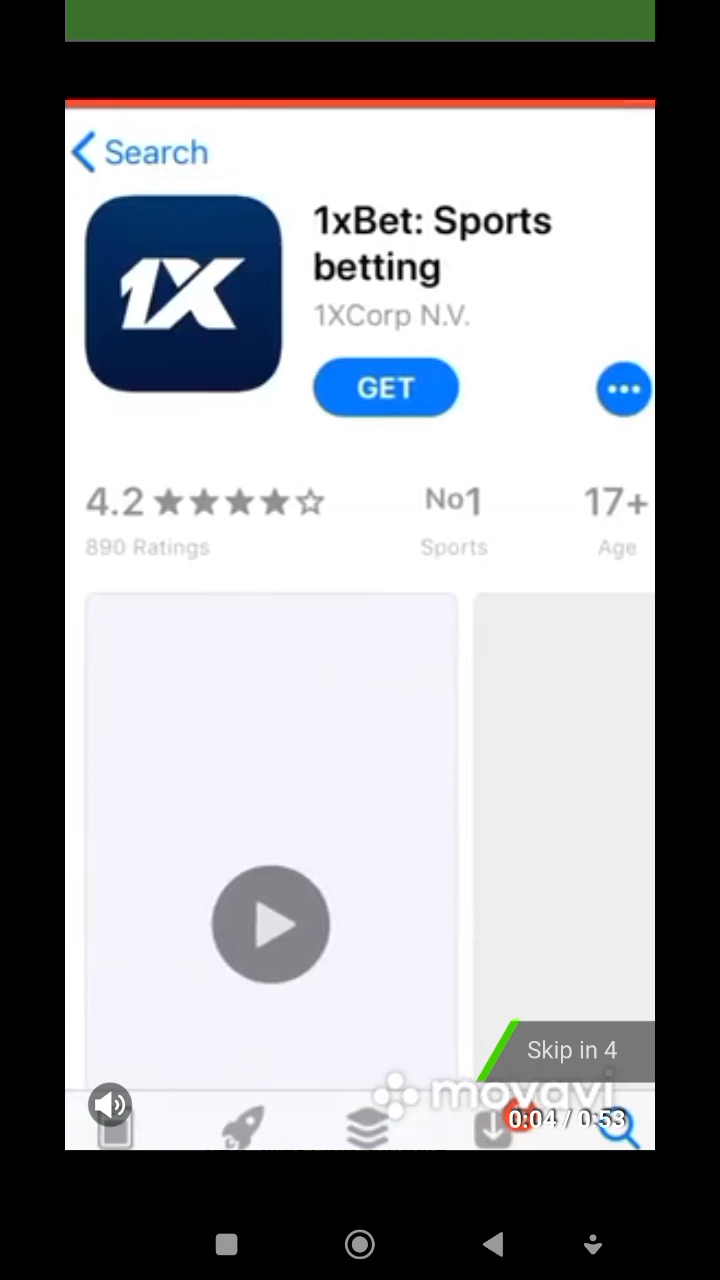 Search
1X
1xBet: Sports
betting
1XCorp N.V.
GET
4.2
No1
17+
890 Ratings
Sports
Age
Skip in 4
movavi
0:04 / 0:53